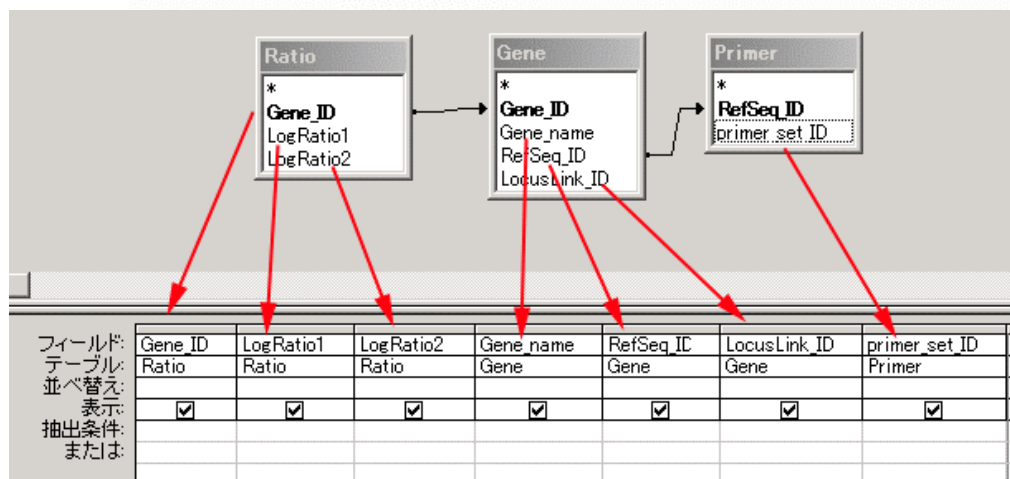 Ratio
*
Gene_ID
LogRatio1
LogRatio2
Gene
*
Gene_ID
Gene_name
RefSeq_ID
LocusLink_ID
Primer
*
RefSeq_ID
primer_set_ID
フィールド: Gene_ID LogRatio1 LogRatio2 Gene_name RefSeq_ID LocusLink_ID primer_set_ID
テーブル: Ratio Ratio Ratio Gene Gene Gene Primer
並べ替え:
表示:
抽出条件:
または: